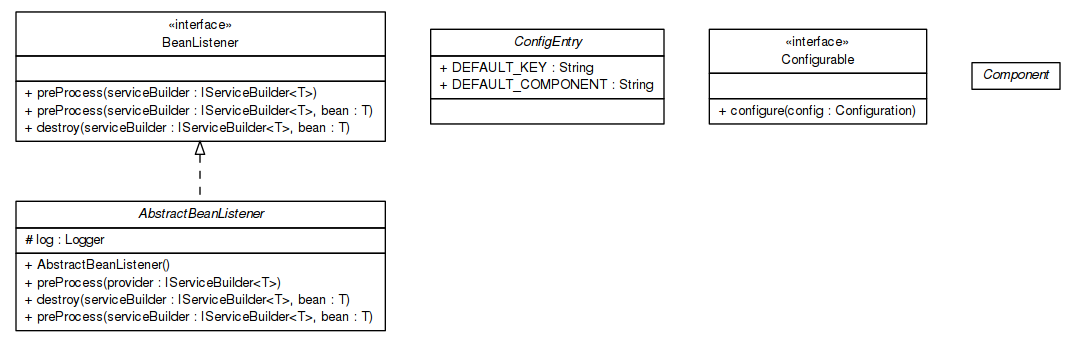 «interface»
BeanListener
+ preProcess(serviceBuilder : IServiceBuilder<T>)
+ preProcess(serviceBuilder : IServiceBuilder<T>, bean : T)
+ destroy(serviceBuilder : IServiceBuilder<T>, bean : T)
AbstractBeanListener
# log : Logger
+ AbstractBeanListener()
+ preProcess(provider : IServiceBuilder<T>)
+ destroy(serviceBuilder : IServiceBuilder<T>, bean : T)
+ preProcess(serviceBuilder : IServiceBuilder<T>, bean : T)
ConfigEntry
+ DEFAULT_KEY : String
+ DEFAULT_COMPONENT : String
«interface»
Configurable
+ configure(config : Configuration)
Component